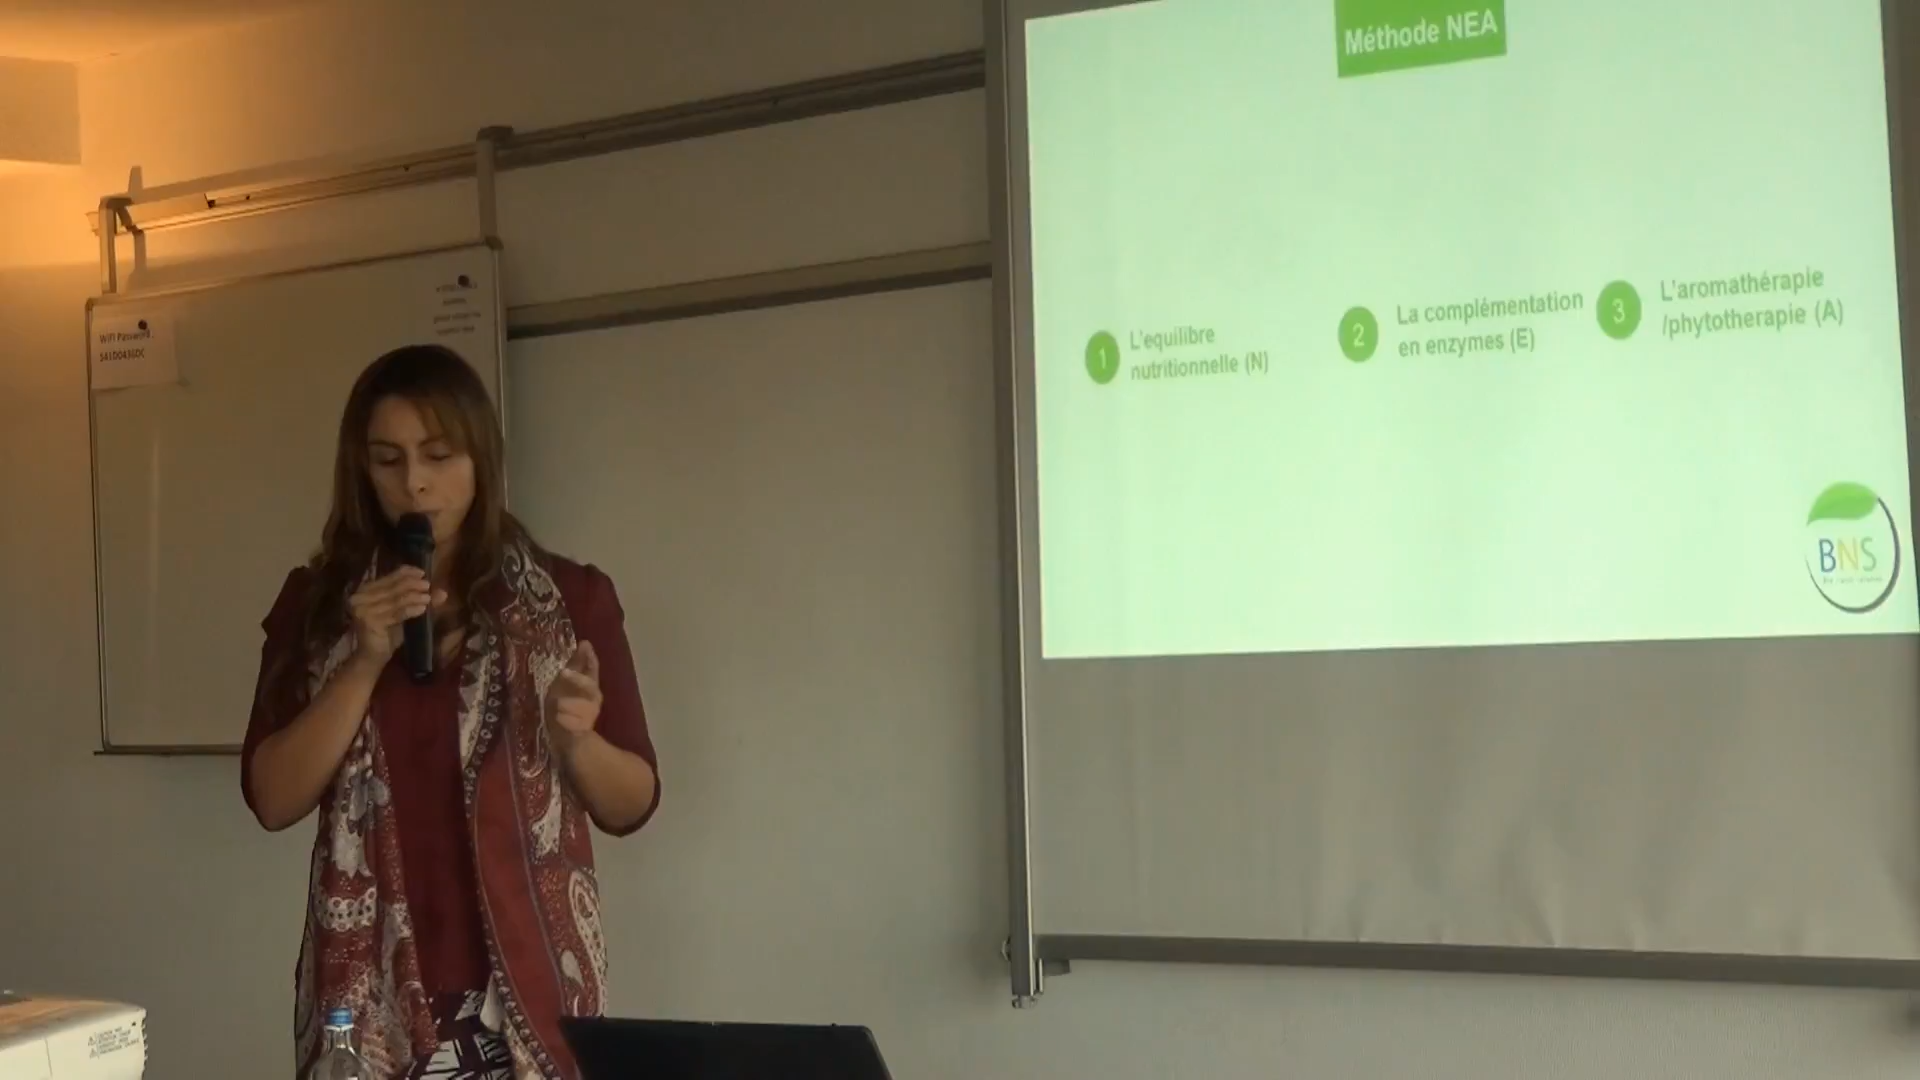 Méthode NEA
1
L'equilibre
nutritionnelle (N)
2
La complémentation
en enzymes (E)
3
L'aromathérapie
/phytotherapie (A)
BNS
WiFi Password